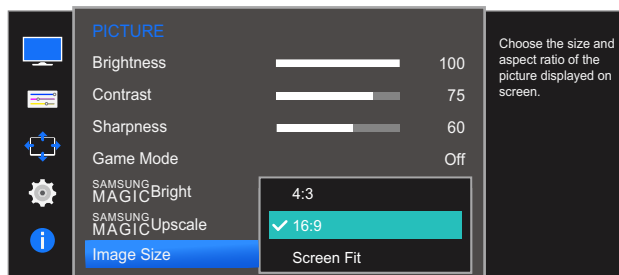 PICTURE
Brightness 100
Contrast 75
Sharpness 60
Game Mode Off
SAMSUNG
MAGICBright
SAMSUNG
MAGICUpscale
Image Size
4:3
16:9
Screen Fit
Choose the size and
aspect ratio of the
picture displayed on
screen.